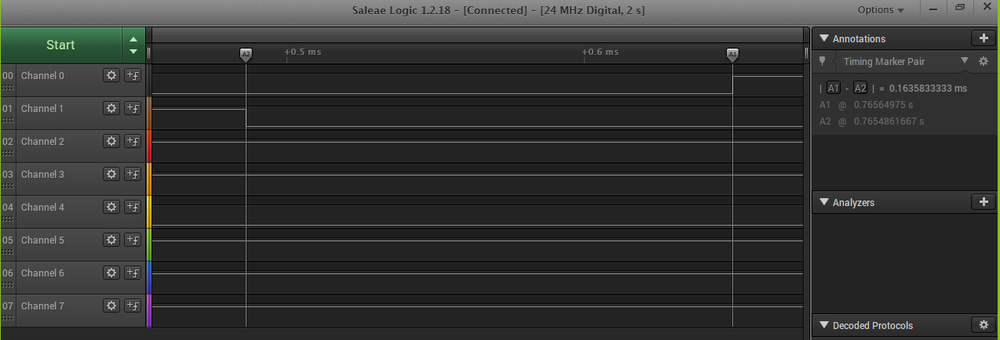 Saleae Logic 1.2.18 - [Connected] - [24 MHz Digital, 2 s]
Options
Start
+0.5 ms
+0.6 ms
A2
A1
00 Channel 0
01 Channel 1
02 Channel 2
03 Channel 3
04 Channel 4
05 Channel 5
06 Channel 6
07 Channel 7
Annotations
Timing Marker Pair
| A1 - A2 | = 0.1635833333 ms
A1 @ 0.76564975 s
A2 @ 0.7654861667 s
Analyzers
Decoded Protocols